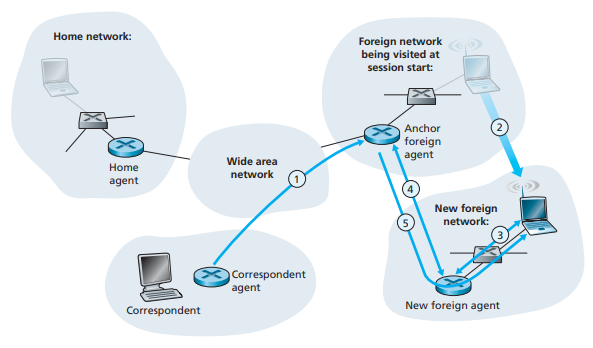 Home network:
Foreign network
being visited at
session start:
Anchor
foreign
agent
2
Home
agent
Wide area
network
1
4
New foreign
network:
5
3
Correspondent
agent
Correspondent
New foreign agent